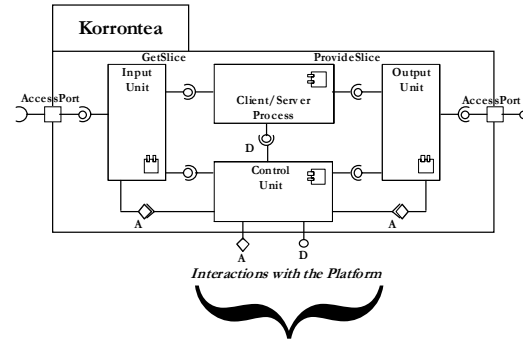 Korrontea
GetSlice
ProvideSlice
Input
Unit
Client/Server
Process
Output
Unit
AccessPort
AccessPort
D
Control
Unit
A
A
A
D
Interactions with the Platform